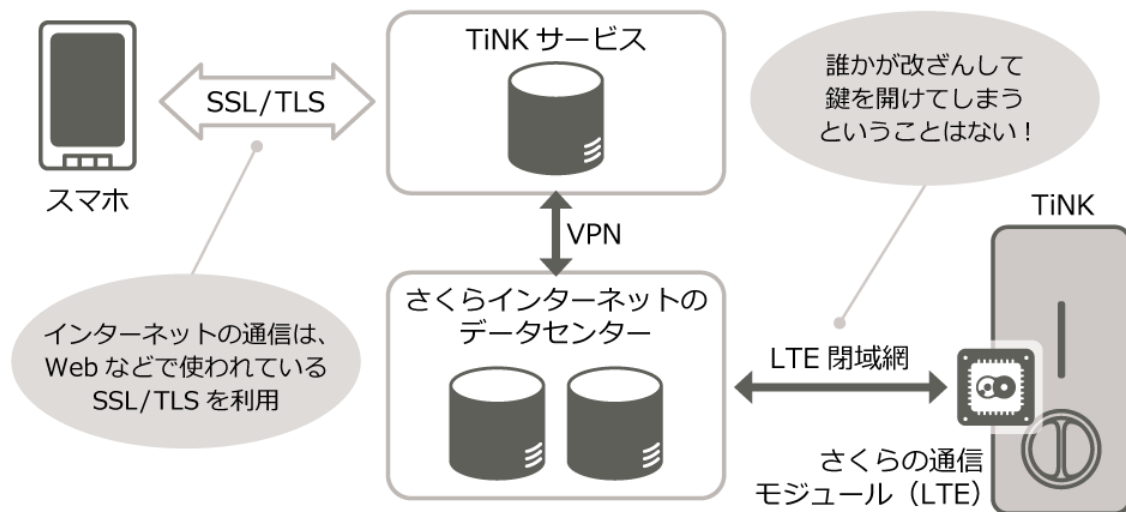 TiNK サービス
SSL/TLS
スマホ
誰かが改ざんして
鍵を開けてしまう
ということはない！
TiNK
VPN
インターネットの通信は、
Web などで使われている
SSL/TLS を利用
さくらインターネットの
データセンター
LTE 閉域網
さくらの通信
モジュール（LTE）